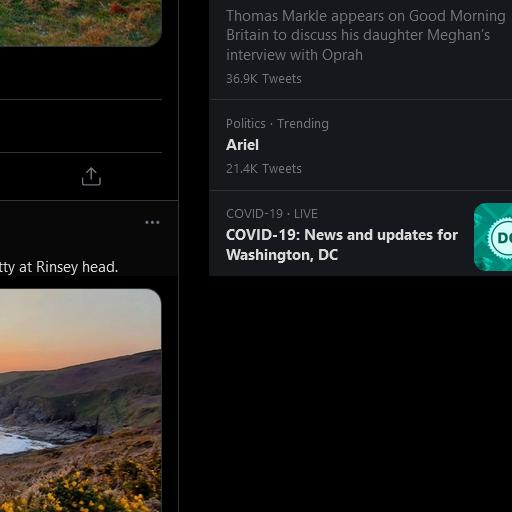 Thomas Markle appears on Good Morning
Britain to discuss his daughter Meghan's
interview with Oprah
36.9K Tweets
Politics · Trending
Ariel
21.4K Tweets
COVID-19 · LIVE
COVID-19: News and updates for
Washington, DC
DC
tty at Rinsey head.